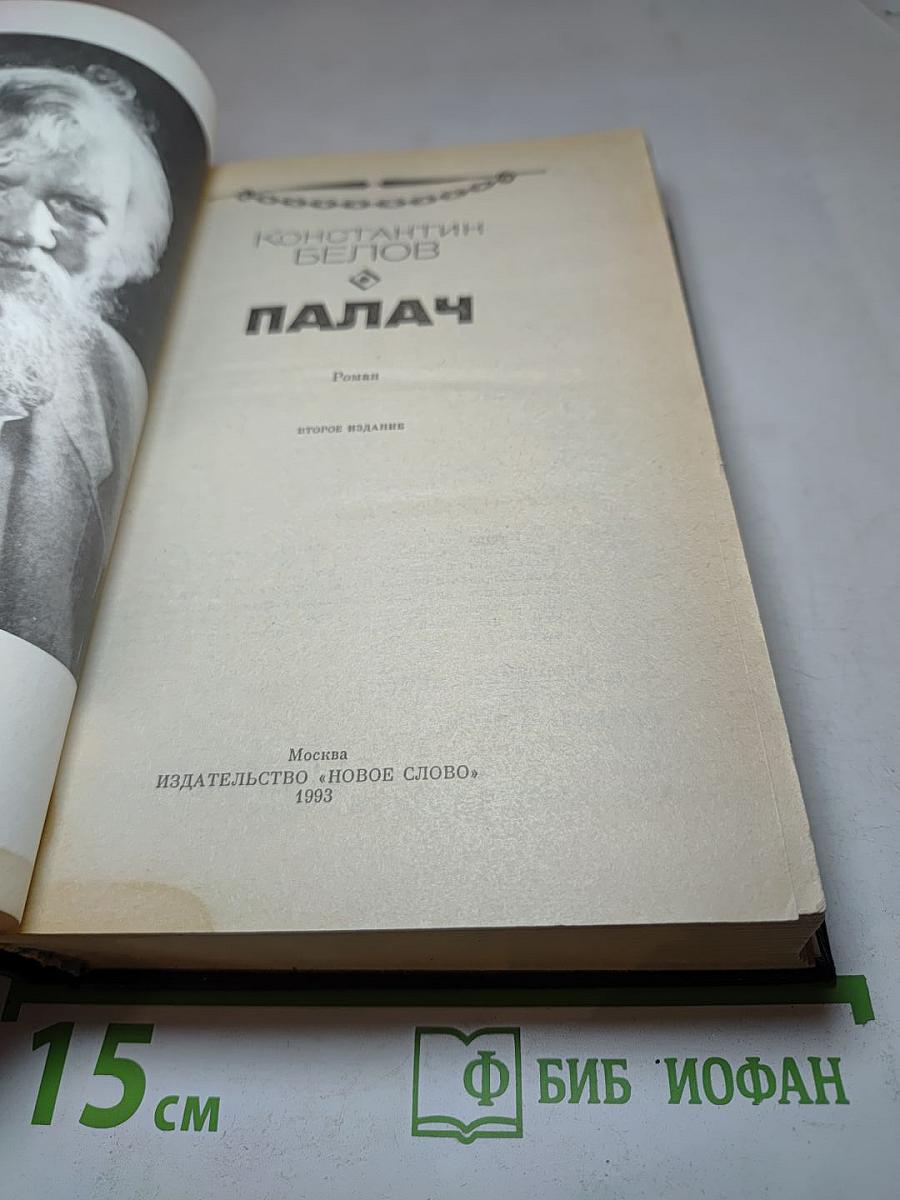 КОНСТАНТИН
БЕЛОВ
ПАЛАЧ
Роман
ВТОРОЕ ИЗДАНИЕ
Москва
ИЗДАТЕЛЬСТВО «НОВОЕ СЛОВО»
1993
15 см
Ф БИБ ИОФАН